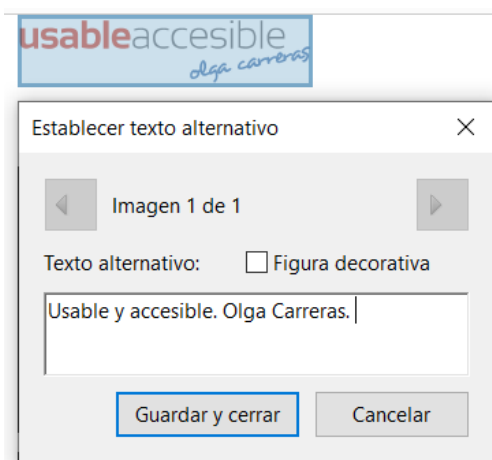 usableaccesible
olga carreras
Establecer texto alternativo
Imagen 1 de 1
Texto alternativo: Figura decorativa
Usable y accesible. Olga Carreras.
Guardar y cerrar Cancelar